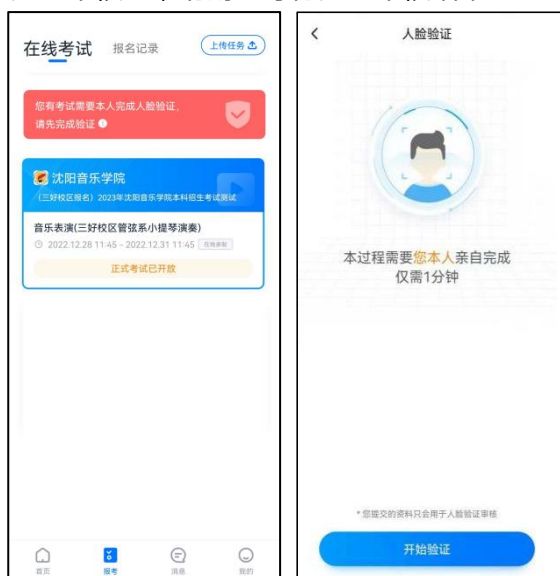 在线考试 报名记录 上传任务
您有考试需要本人完成人脸验证,
请先完成验证
沈阳音乐学院
(三好校区报名) 2023年沈阳音乐学院本科招生考试测试
音乐表演(三好校区管弦系小提琴演奏)
2022.12.28 11:45 - 2022.12.31 11:45
正式考试已开放
首页 报考 消息 我的
人脸验证
本过程需要您本人亲自完成
仅需1分钟
*您提交的资料只会用于人脸验证审核
开始验证